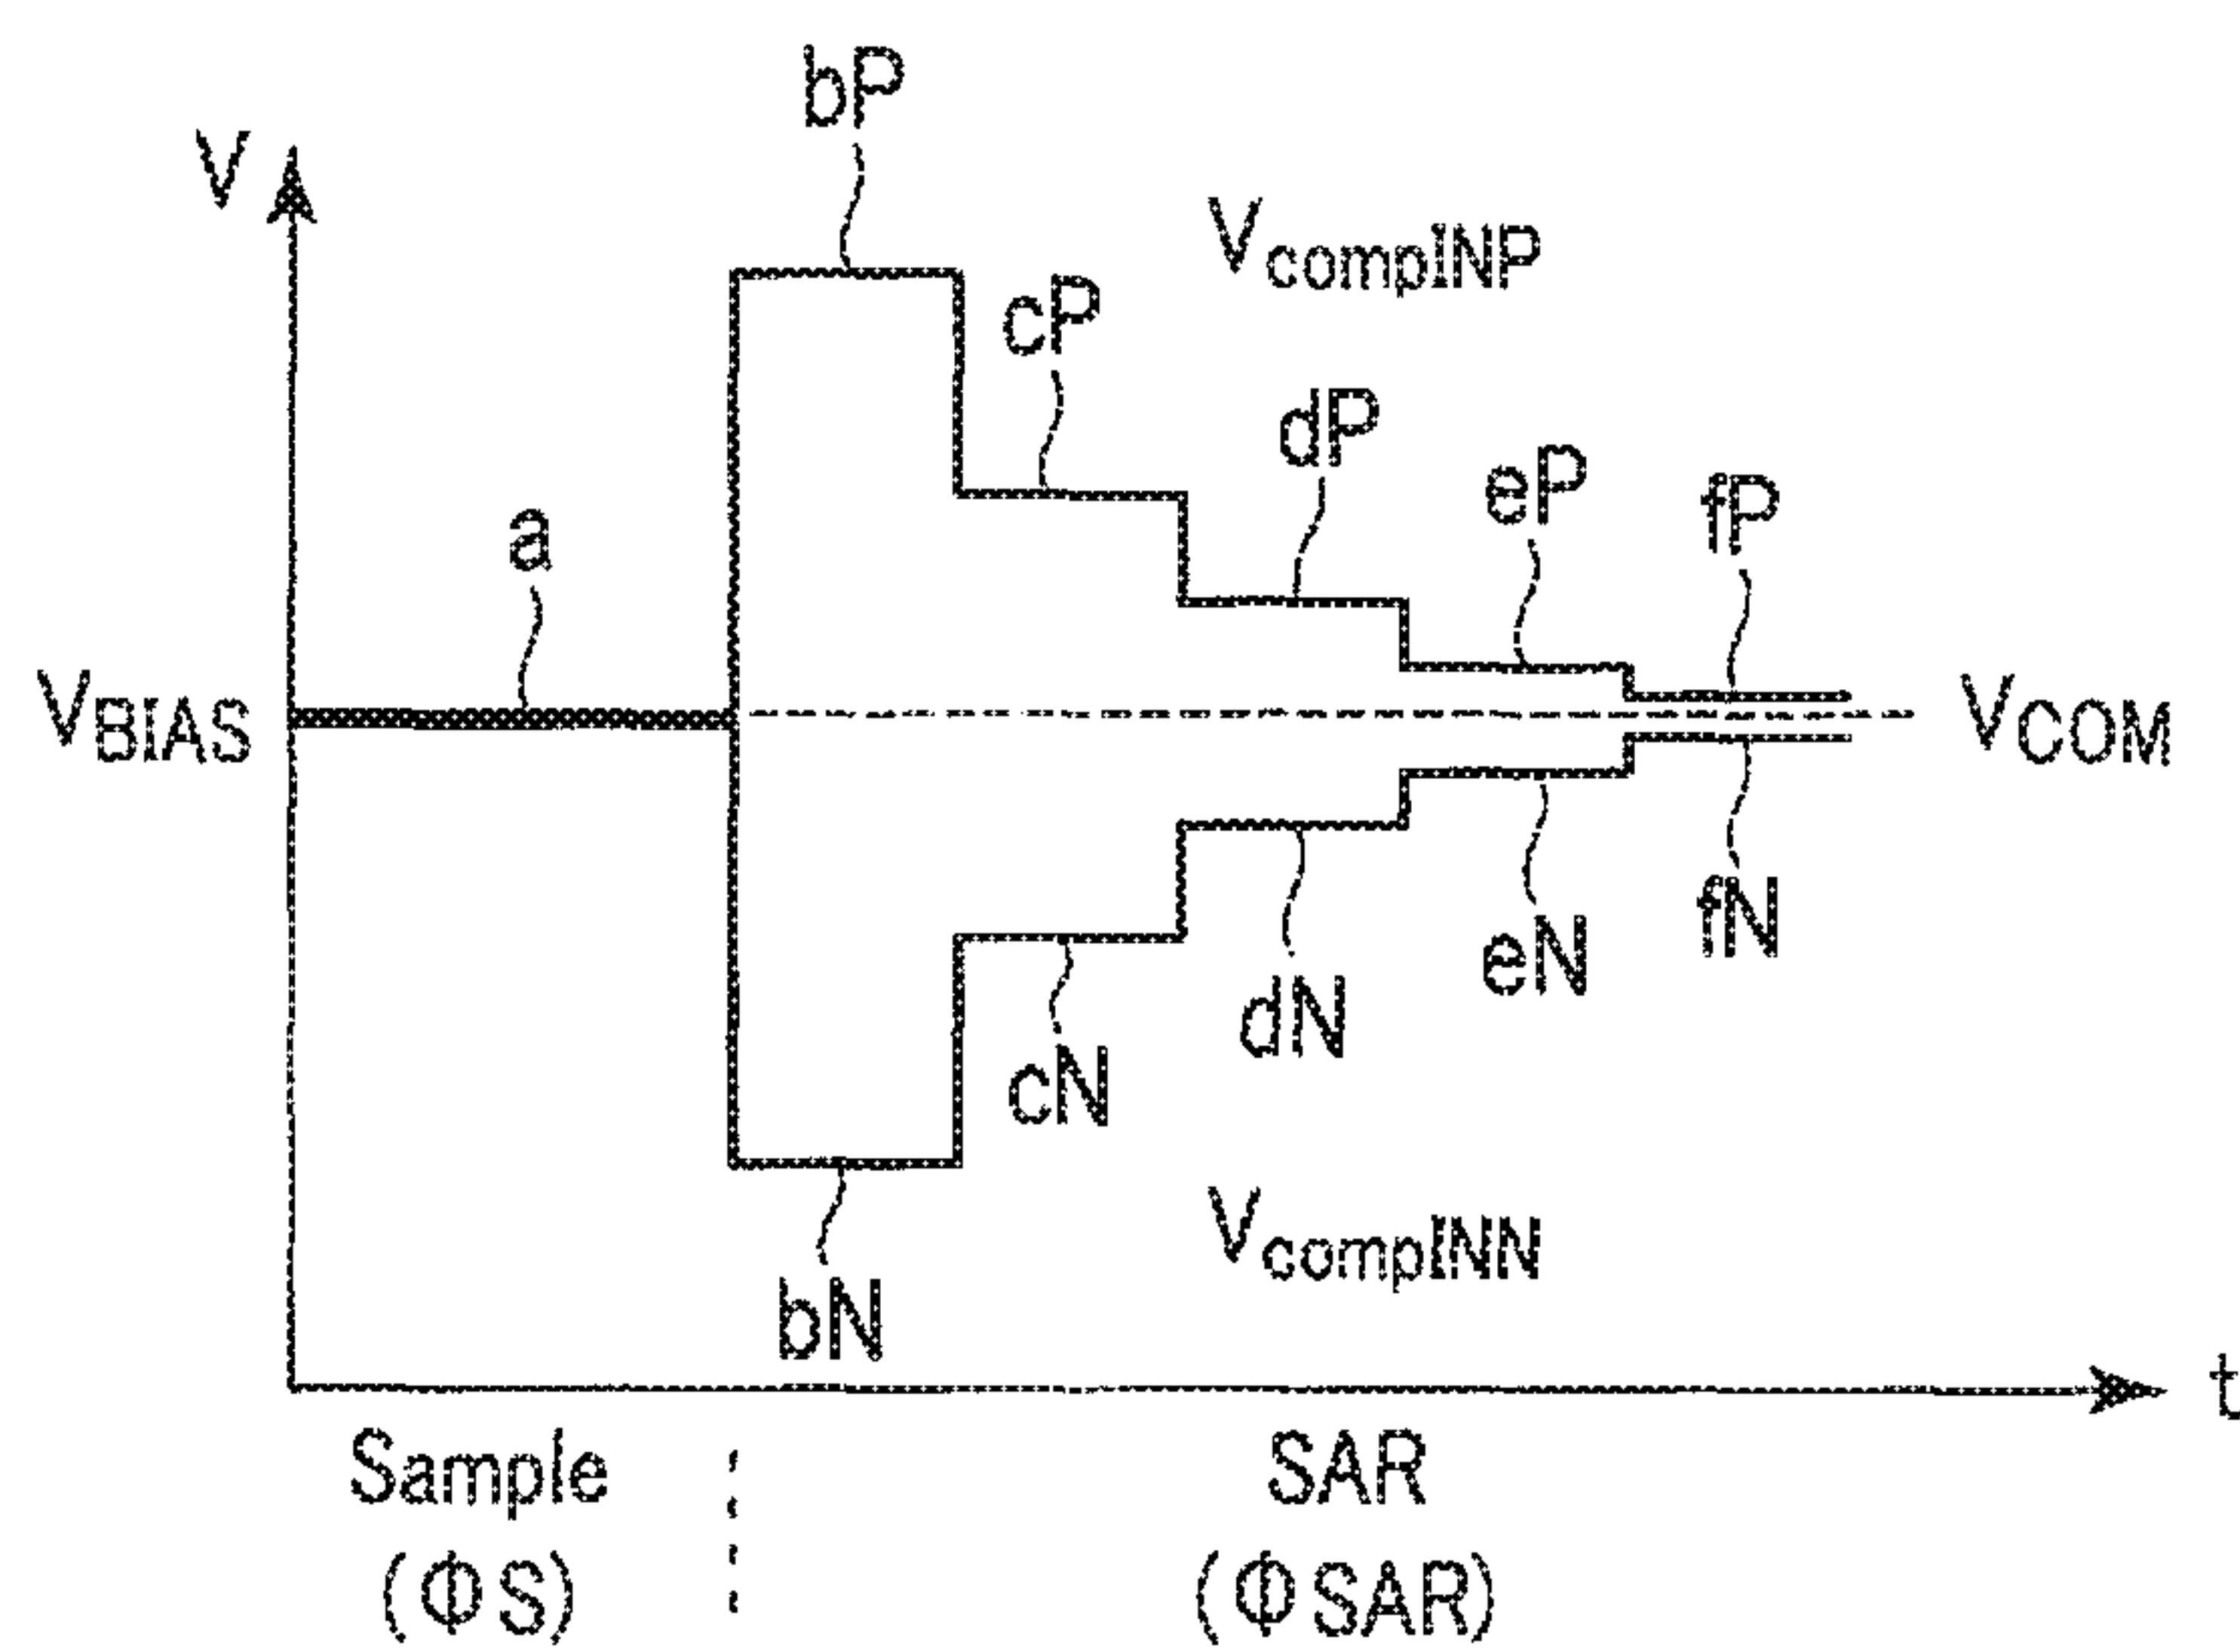 bP
V
VcompINP
cP
dP
eP
fP
a
VBIAS
VCOM
fN
eN
dN
cN
VcompINN
bN
t
Sample
(ΦS)
SAR
(ΦSAR)